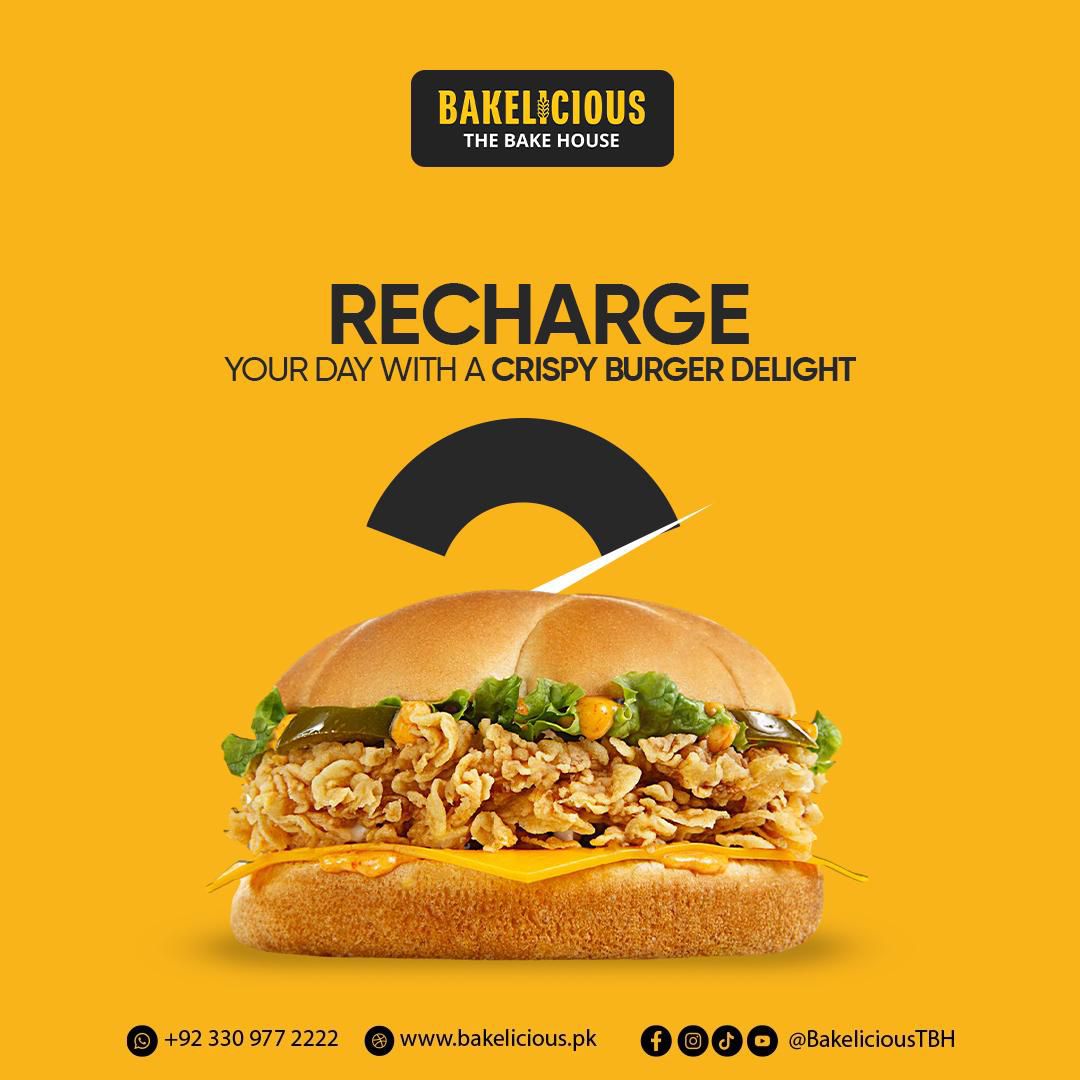 BAKELICIOUS
THE BAKE HOUSE
RECHARGE
YOUR DAY WITH A CRISPY BURGER DELIGHT
+92 330 977 2222 www.bakelicious.pk @BakeliciousTBH